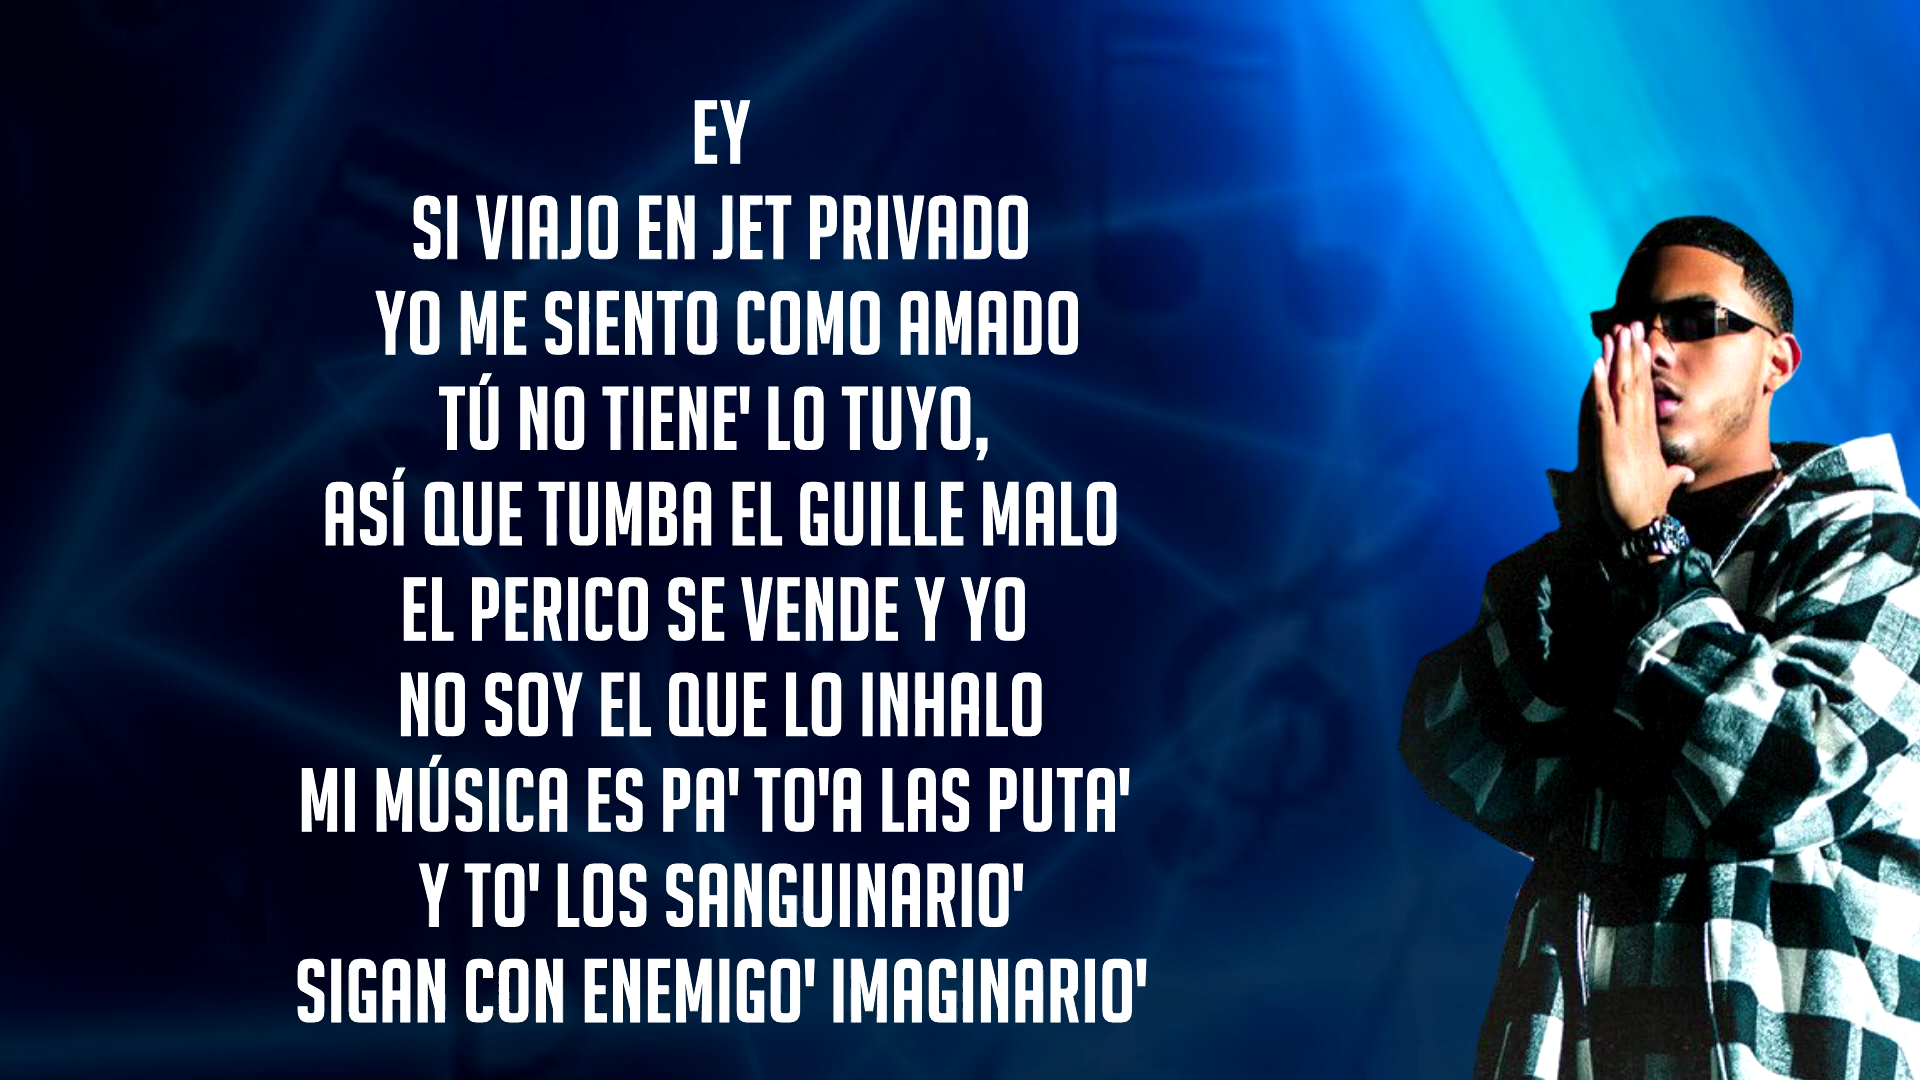 EY
SI VIAJO EN JET PRIVADO
YO ME SIENTO COMO AMADO
TÚ NO TIENE' LO TUYO,
ASÍ QUE TUMBA EL GUILLE MALO
EL PERICO SE VENDE Y YO
NO SOY EL QUE LO INHALO
MI MÚSICA ES PA' TO'A LAS PUTA'
Y TO' LOS SANGUINARIO'
SIGAN CON ENEMIGO' IMAGINARIO'